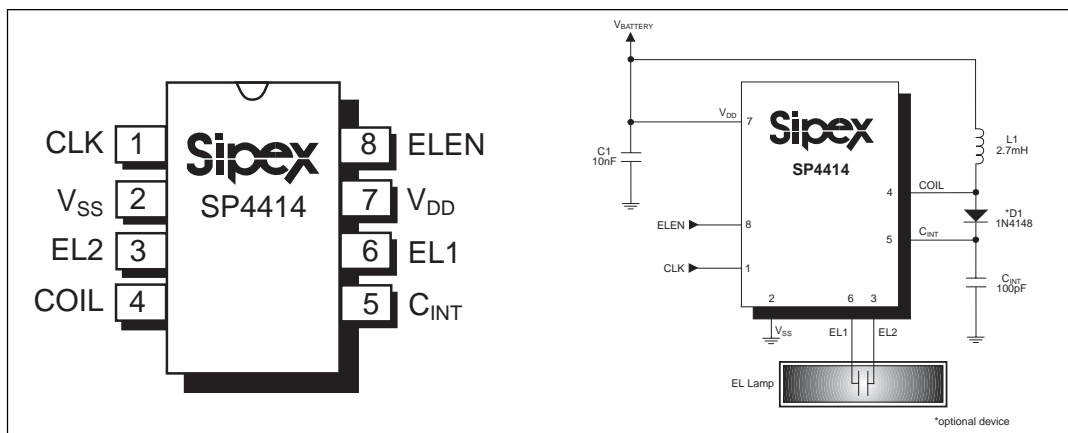 Sipex
SP4414
CLK 1
VSS 2
EL2 3
COIL 4
8 ELEN
7 VDD
6 EL1
5 CINT
VBATTERY
VDD
7
Sipex
SP4414
C1
10nF
L1
2.7mH
4
COIL
*D1
1N4148
ELEN
8
5
CINT
CLK
1
CINT
100pF
2
6
3
VSS
EL1
EL2
EL Lamp
*optional device